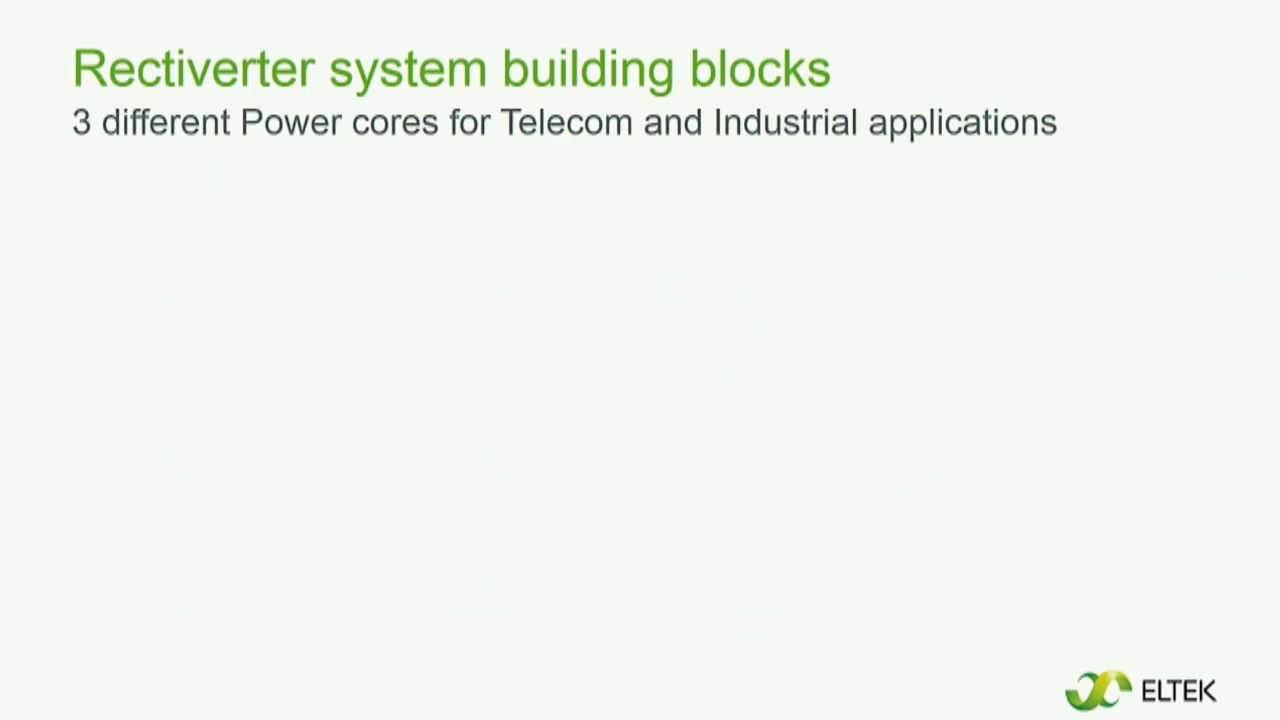 Rectiverter system building blocks
3 different Power cores for Telecom and Industrial applications
ELTEK